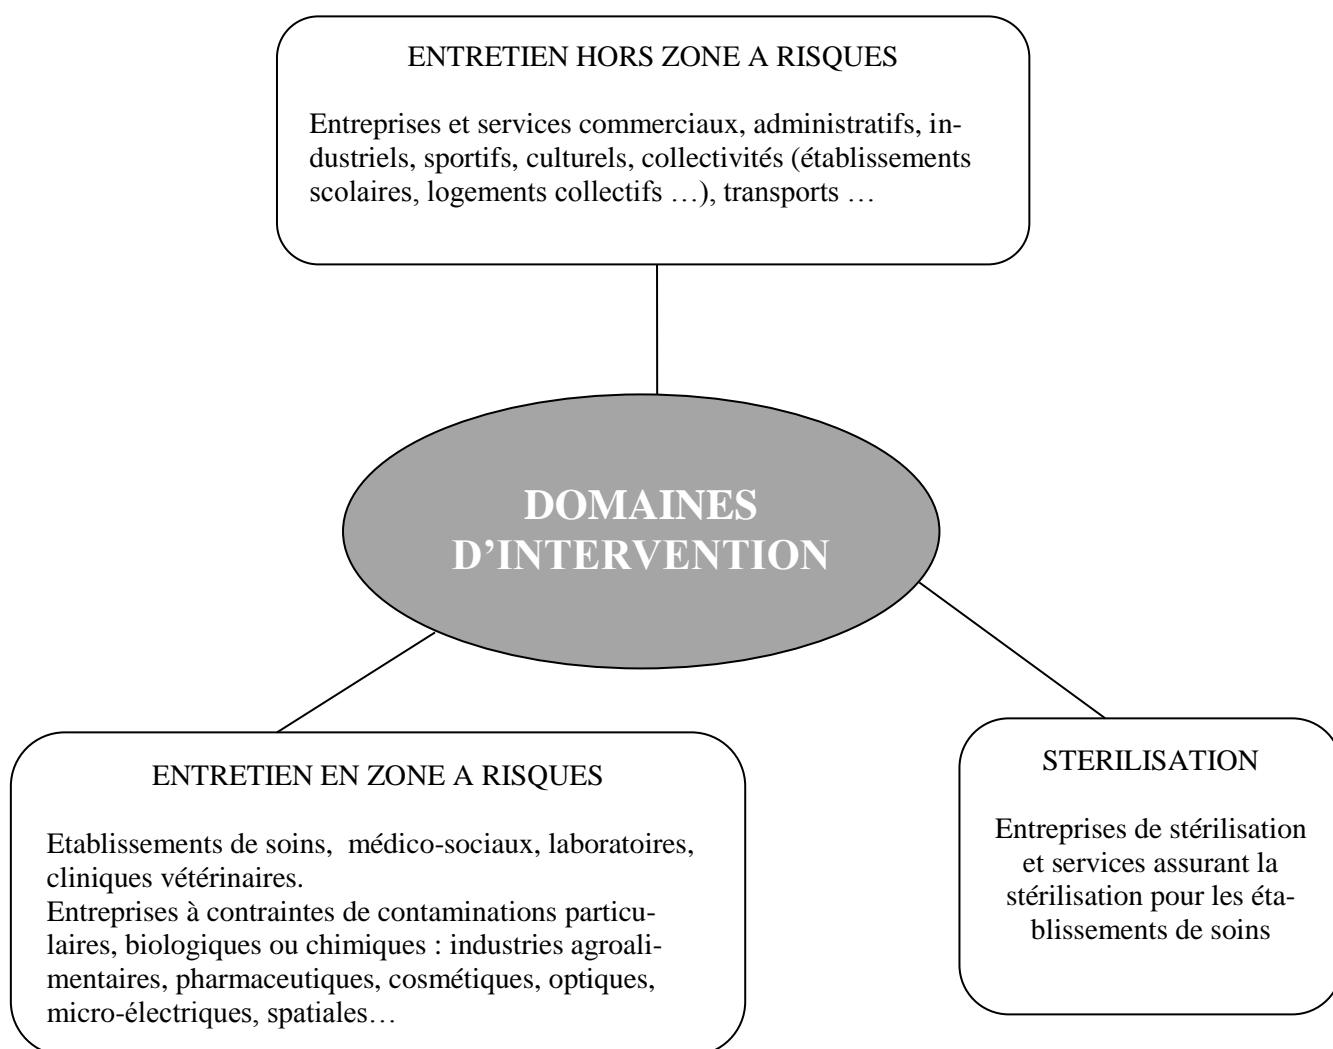 ENTRETIEN HORS ZONE A RISQUES
Entreprises et services commerciaux, administratifs, in-
dustriels, sportifs, culturels, collectivités (établissements
scolaires, logements collectifs …), transports …
DOMAINES
D’INTERVENTION
ENTRETIEN EN ZONE A RISQUES
Etablissements de soins,  médico-sociaux, laboratoires,
cliniques vétérinaires.
Entreprises à contraintes de contaminations particu-
laires, biologiques ou chimiques : industries agroali-
mentaires, pharmaceutiques, cosmétiques, optiques,
micro-électriques, spatiales…
STERILISATION
Entreprises de stérilisation
et services assurant la
stérilisation pour les éta-
blissements de soins